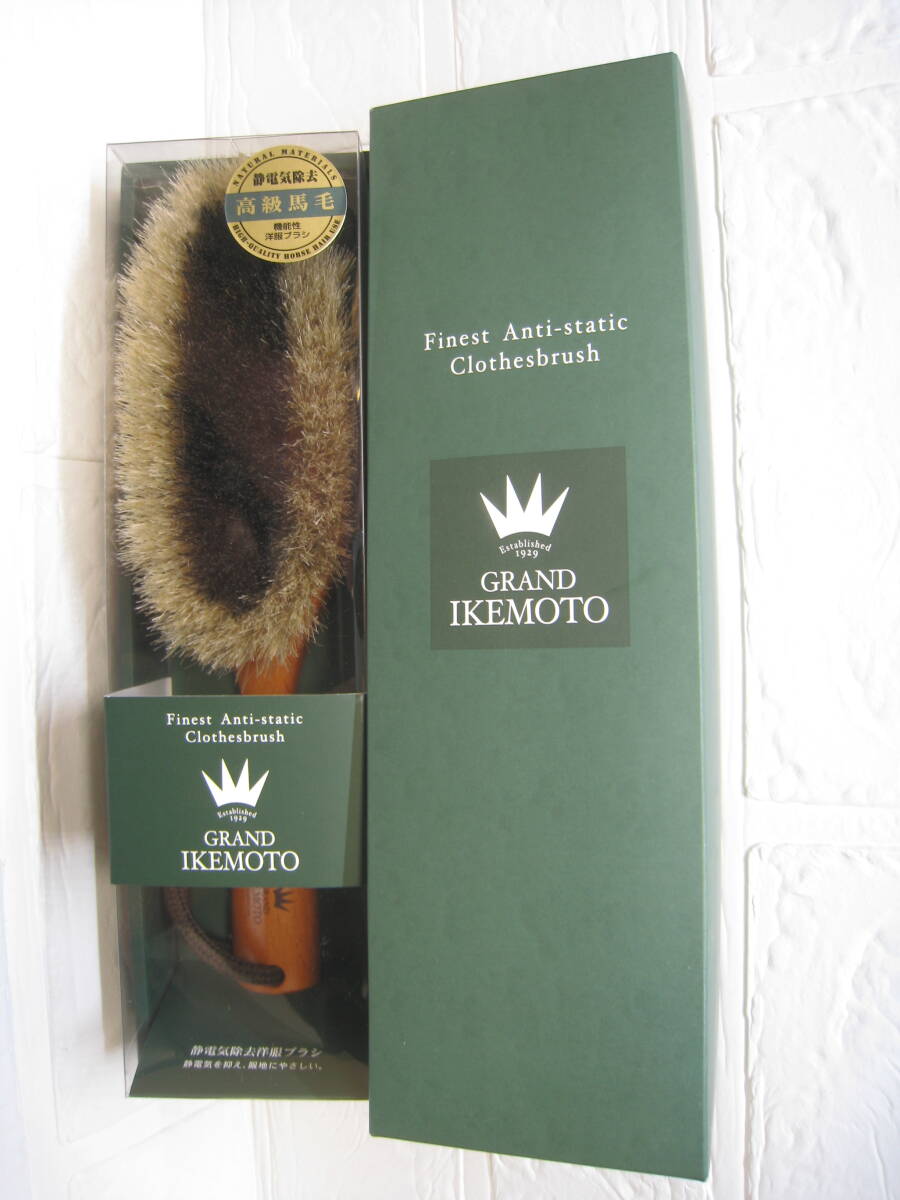 NATURAL MATERIALS
静電気除去
高級馬毛
機能性
洋服ブラシ
HIGH-QUALITY HORSE HAIR USE
Finest Anti-static
Clothesbrush
Established
1929
GRAND
IKEMOTO
静電気除去洋服ブラシ
静電気を抑え、服地にやさしい。
Finest Anti-static
Clothesbrush
Established
1929
GRAND
IKEMOTO